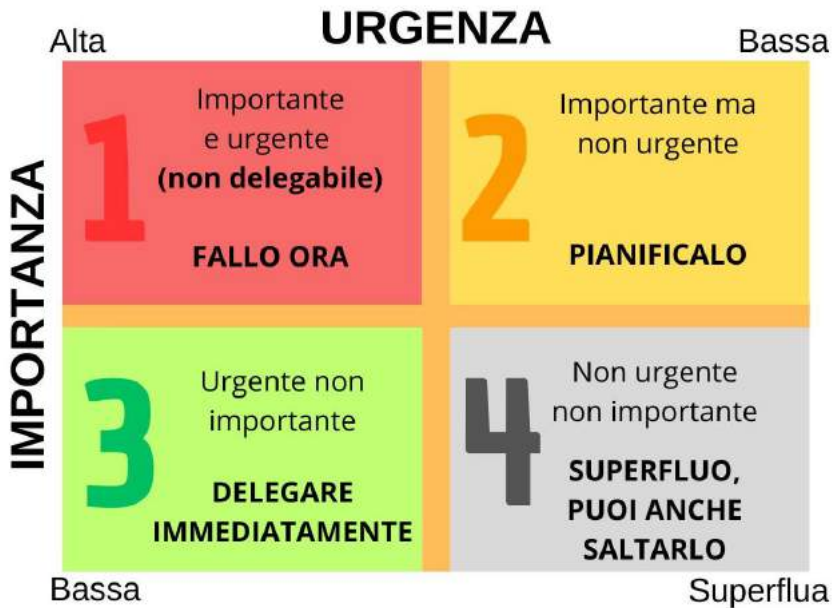 URGENZA
Alta
Bassa
IMPORTANZA
1
Importante
e urgente
(non delegabile)
FALLO ORA
2
Importante ma
non urgente
PIANIFICALO
3
Urgente non
importante
DELEGARE
IMMEDIATAMENTE
4
Non urgente
non importante
SUPERFLUO,
PUOI ANCHE
SALTARLO
Bassa
Superflua